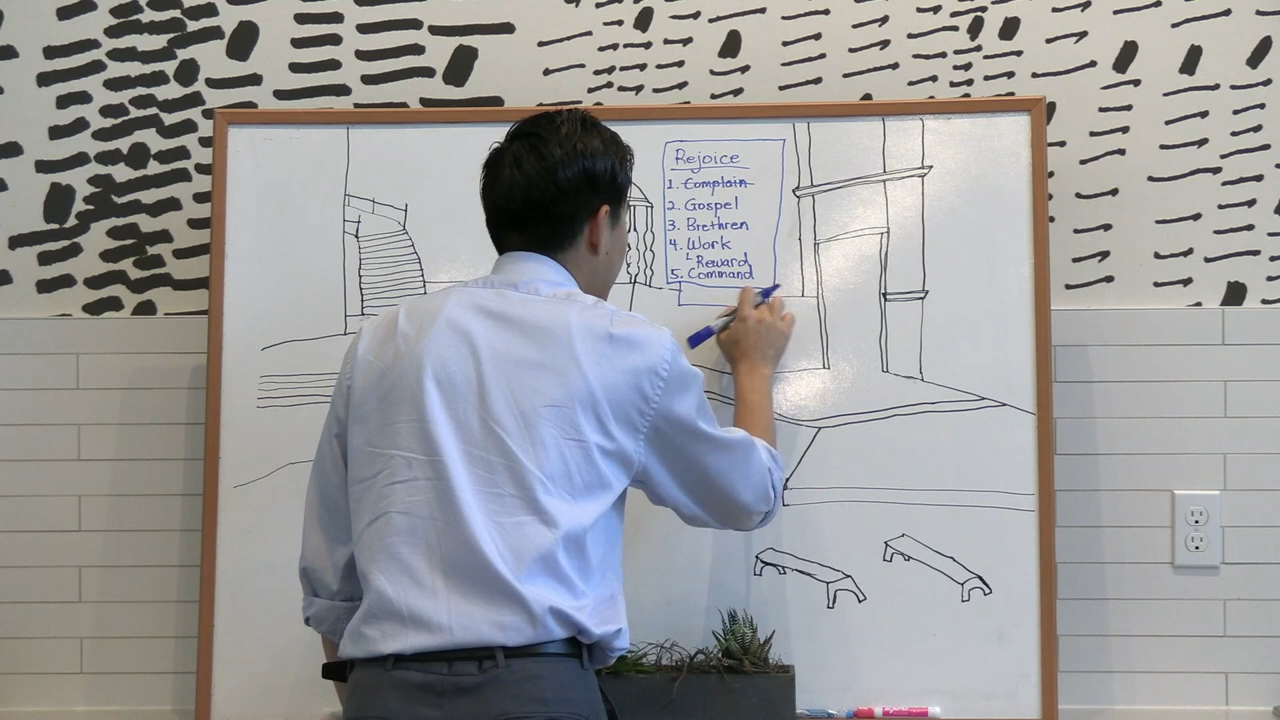 Rejoice
1. Complain
2. Gospel
3. Brethren
4. Work
└ Reward
5. Command